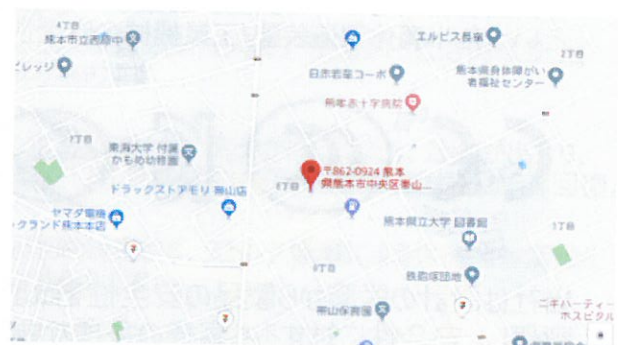 4丁目
熊本市立西原中
エルピス長嶺
2丁目
ビレッジ
日赤若葉コーポ
熊本県身体障がい
者福祉センター
熊本赤十字病院
7丁目
東海大学 付属
かもめ幼稚園
〒862-0924 熊本
県熊本市中央区帯山...
ドラックストアモリ 帯山店
ヤマダ電機
ックランド熊本本店
熊本県立大学 図書館
1丁目
鉄砲塚団地
帯山保育園
ニキハーティー
ホスピタル